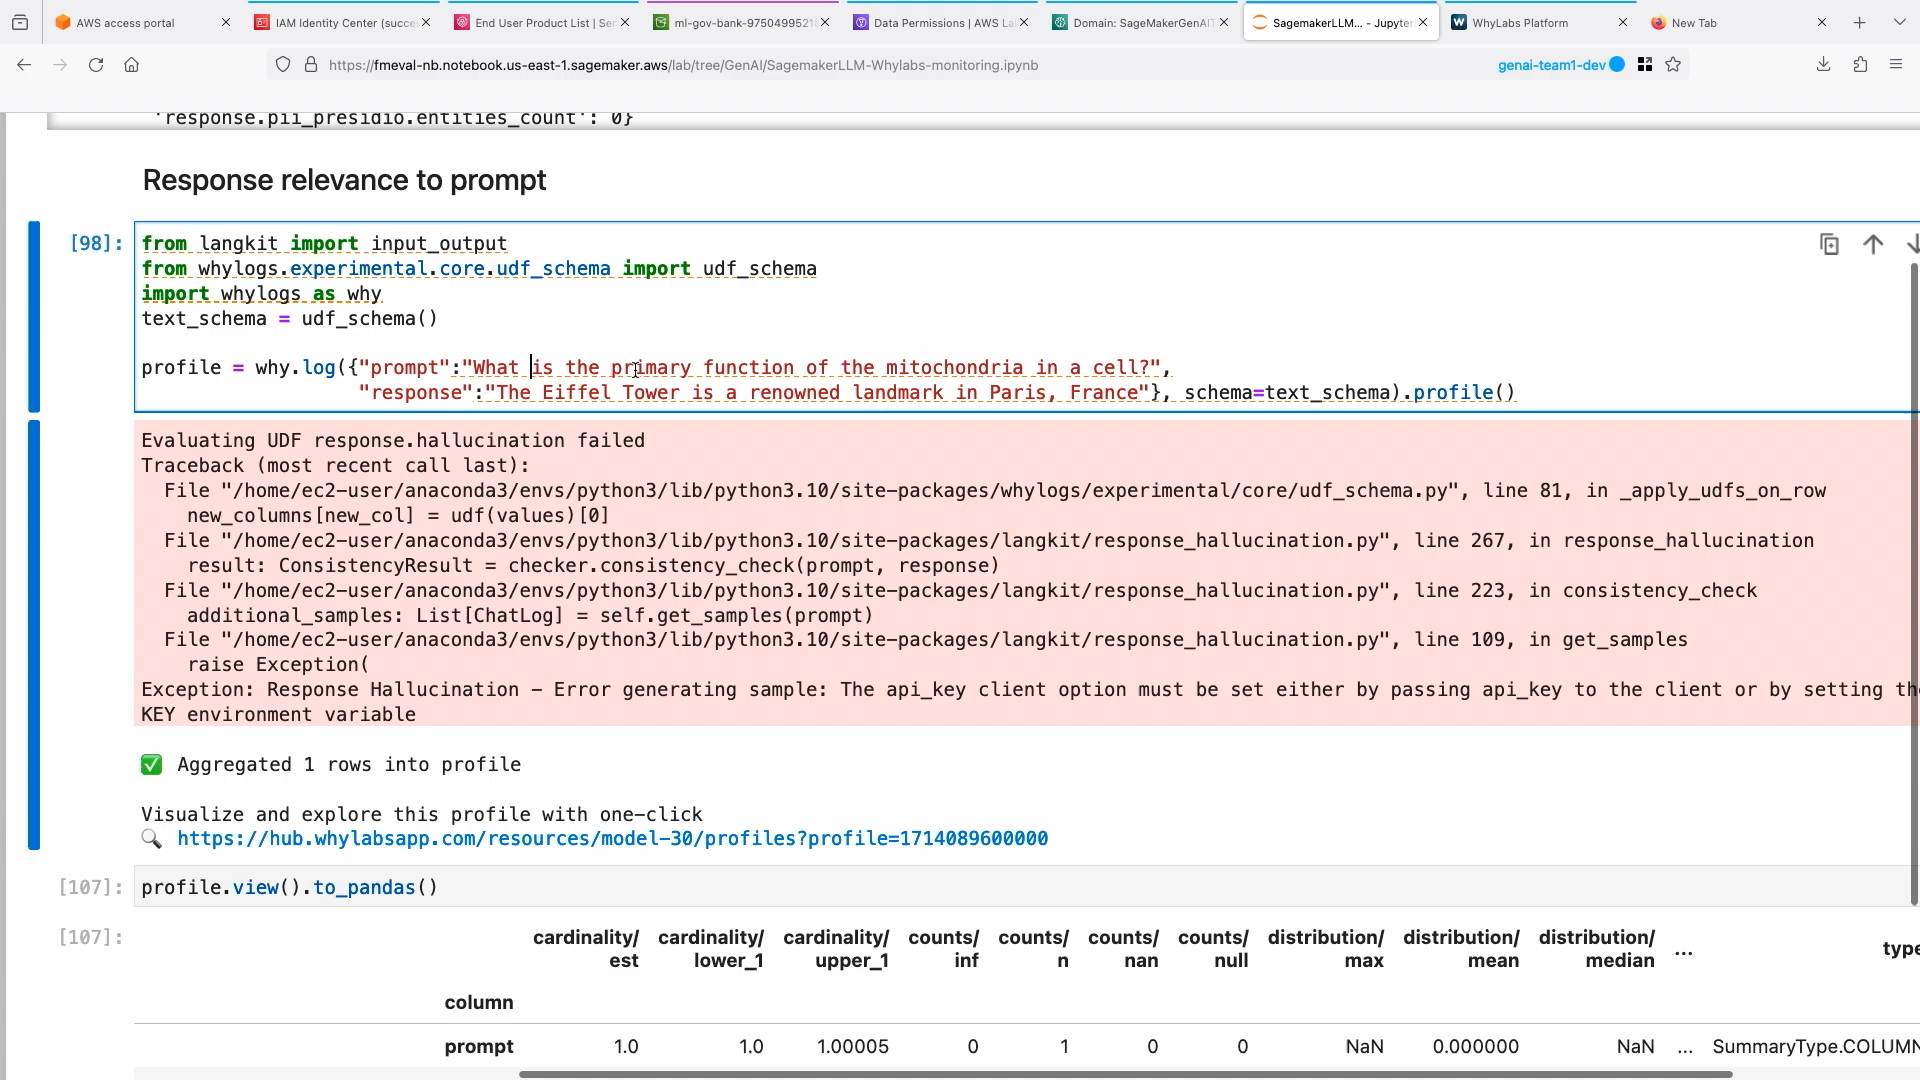 AWS access portal
IAM Identity Center (succe
End User Product List | Ser
ml-gov-bank-975049952
Data Permissions | AWS La
Domain: SageMakerGenAIT
SagemakerLLM... - Jupyter
WhyLabs Platform
New Tab
https://fmeval-nb.notebook.us-east-1.sagemaker.aws/lab/tree/GenAI/SagemakerLLM-Whylabs-monitoring.ipynb
genai-team1-dev
'response.pii_presidio.entities_count': 0}
Response relevance to prompt
[98]:
from langkit import input_output
from whylogs.experimental.core.udf_schema import udf_schema
import whylogs as why
text_schema = udf_schema()
profile = why.log({"prompt":"What is the primary function of the mitochondria in a cell?",
"response":"The Eiffel Tower is a renowned landmark in Paris, France"}, schema=text_schema).profile()
Evaluating UDF response.hallucination failed
Traceback (most recent call last):
File "/home/ec2-user/anaconda3/envs/python3/lib/python3.10/site-packages/whylogs/experimental/core/udf_schema.py", line 81, in _apply_udfs_on_row
new_columns[new_col] = udf(values)[0]
File "/home/ec2-user/anaconda3/envs/python3/lib/python3.10/site-packages/langkit/response_hallucination.py", line 267, in response_hallucination
result: ConsistencyResult = checker.consistency_check(prompt, response)
File "/home/ec2-user/anaconda3/envs/python3/lib/python3.10/site-packages/langkit/response_hallucination.py", line 223, in consistency_check
additional_samples: List[ChatLog] = self.get_samples(prompt)
File "/home/ec2-user/anaconda3/envs/python3/lib/python3.10/site-packages/langkit/response_hallucination.py", line 109, in get_samples
raise Exception(
Exception: Response Hallucination - Error generating sample: The api_key client option must be set either by passing api_key to the client or by setting th
KEY environment variable
✅ Aggregated 1 rows into profile
Visualize and explore this profile with one-click
🔍 https://hub.whylabsapp.com/resources/model-30/profiles?profile=1714089600000
[107]:
profile.view().to_pandas()
[107]:
cardinality/ cardinality/ cardinality/ counts/ counts/ counts/ counts/ distribution/ distribution/ distribution/ ... type
est lower_1 upper_1 inf n nan null max mean median
column
prompt 1.0 1.0 1.00005 0 1 0 0 NaN 0.000000 NaN ... SummaryType.COLUMN